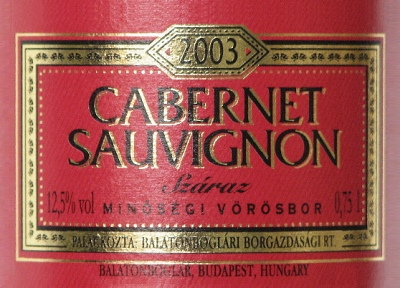 2003
CABERNET
SAUVIGNON
Száraz
12,5% vol MINŐSÉGI VÖRÖSBOR 0,75 l
PALACKOZTA: BALATONBOGLÁRI BORGAZDASÁGI RT.
BALATONBOGLÁR, BUDAPEST, HUNGARY